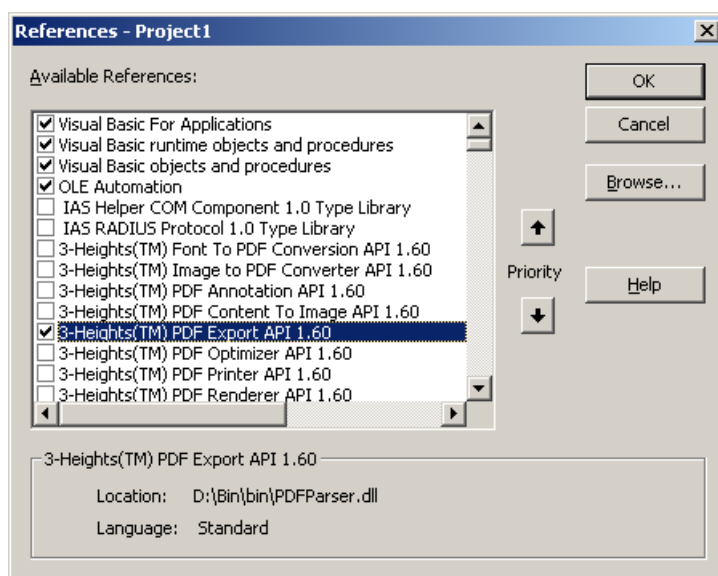 References - Project1
Available References:
Visual Basic For Applications
Visual Basic runtime objects and procedures
Visual Basic objects and procedures
OLE Automation
IAS Helper COM Component 1.0 Type Library
IAS RADIUS Protocol 1.0 Type Library
3-Heights(TM) Font To PDF Conversion API 1.60
3-Heights(TM) Image to PDF Converter API 1.60
3-Heights(TM) PDF Annotation API 1.60
3-Heights(TM) PDF Content To Image API 1.60
3-Heights(TM) PDF Export API 1.60
3-Heights(TM) PDF Optimizer API 1.60
3-Heights(TM) PDF Printer API 1.60
3-Heights(TM) PDF Renderer API 1.60
OK
Cancel
Browse...
Priority
Help
3-Heights(TM) PDF Export API 1.60
Location: D:\Bin\bin\PDFParser.dll
Language: Standard